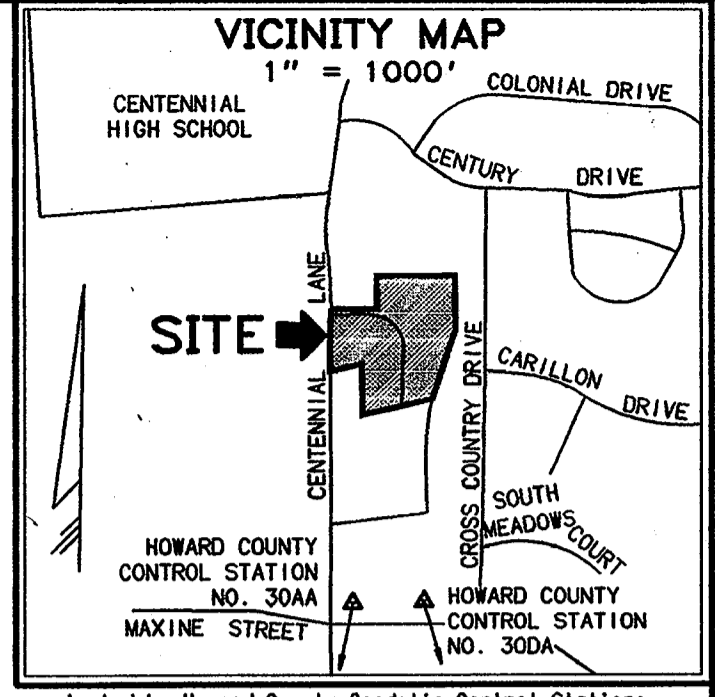 VICINITY MAP
1" = 1000'
CENTENNIAL
HIGH SCHOOL
COLONIAL DRIVE
CENTURY DRIVE
CENTENNIAL LANE
SITE
CROSS COUNTRY DRIVE
CARILLON DRIVE
SOUTH
MEADOWS COURT
HOWARD COUNTY
CONTROL STATION
NO. 30AA
MAXINE STREET
HOWARD COUNTY
CONTROL STATION
NO. 30DA